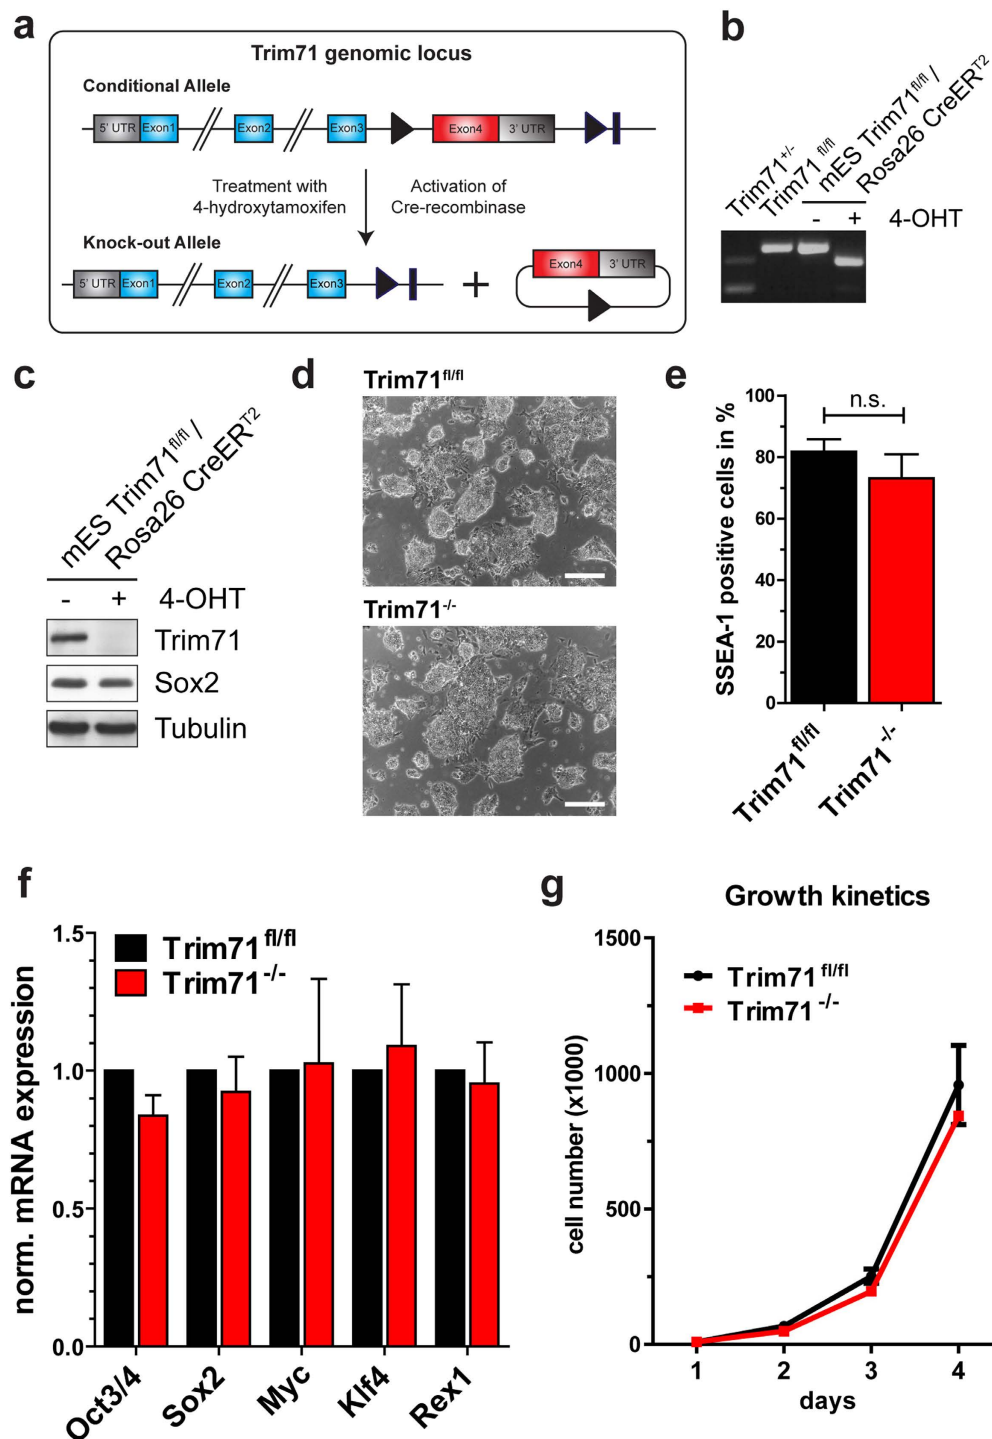 a
Trim71 genomic locus
Conditional Allele
5' UTR Exon1 Exon2 Exon3 Exon4 3' UTR
Treatment with
4-hydroxytamoxifen
Activation of
Cre-recombinase
Knock-out Allele
5' UTR Exon1 Exon2 Exon3 + Exon4 3' UTR
b
Trim71+/-
Trim71 fl/fl
mES Trim71fl/fl /
Rosa26 CreERT2
- + 4-OHT
c
mES Trim71fl/fl /
Rosa26 CreERT2
- + 4-OHT
Trim71
Sox2
Tubulin
d
Trim71fl/fl
Trim71-/-
e
SSEA-1 positive cells in %
100
80
60
40
20
0
n.s.
Trim71fl/fl
Trim71-/-
f
norm. mRNA expression
1.5
1.0
0.5
0.0
Trim71fl/fl
Trim71-/-
Oct3/4 Sox2 Myc Klf4 Rex1
g
Growth kinetics
cell number (x1000)
1500
1000
500
0
Trim71fl/fl
Trim71-/-
1 2 3 4
days